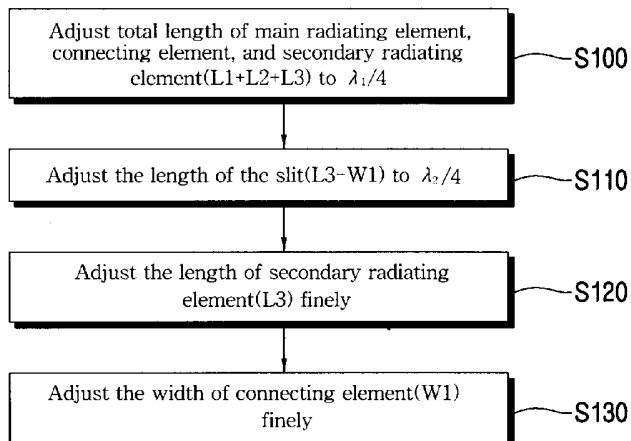 Adjust total length of main radiating element,
connecting element, and secondary radiating
element(L1+L2+L3) to λ₁/4
S100
Adjust the length of the slit(L3-W1) to λ₂/4
S110
Adjust the length of secondary radiating
element(L3) finely
S120
Adjust the width of connecting element(W1)
finely
S130